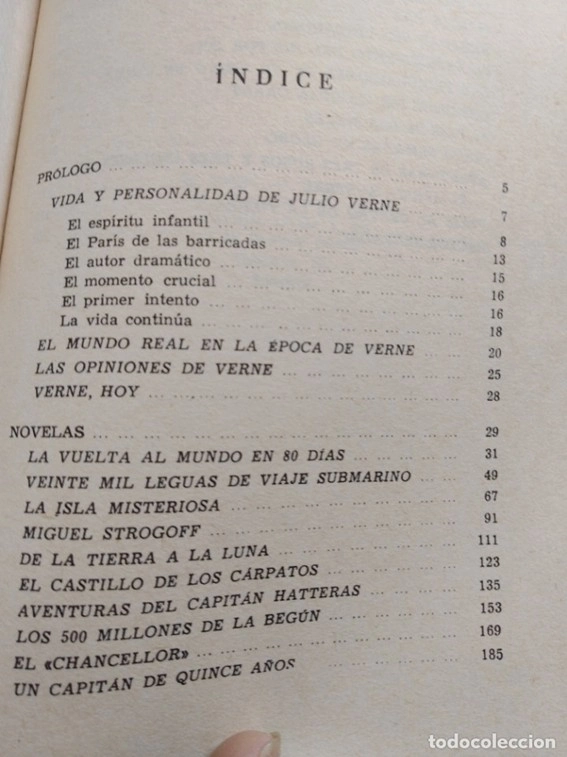 ÍNDICE
PRÓLOGO ... ... ... ... ... ... ... ... ... ... 5
VIDA Y PERSONALIDAD DE JULIO VERNE ... ... ... ... 7
El espíritu infantil ... ... ... ... ... ... ... ... 8
El París de las barricadas ... ... ... ... ... ... 13
El autor dramático ... ... ... ... ... ... ... ... 15
El momento crucial ... ... ... ... ... ... ... ... 16
El primer intento ... ... ... ... ... ... ... ... 16
La vida continúa ... ... ... ... ... ... ... ... 18
EL MUNDO REAL EN LA ÉPOCA DE VERNE ... ... ... 20
LAS OPINIONES DE VERNE ... ... ... ... ... ... 25
VERNE, HOY ... ... ... ... ... ... ... ... ... 28
NOVELAS ... ... ... ... ... ... ... ... ... ... 29
LA VUELTA AL MUNDO EN 80 DÍAS ... ... ... ... 31
VEINTE MIL LEGUAS DE VIAJE SUBMARINO ... ... 49
LA ISLA MISTERIOSA ... ... ... ... ... ... ... 67
MIGUEL STROGOFF ... ... ... ... ... ... ... ... 91
DE LA TIERRA A LA LUNA ... ... ... ... ... ... 111
EL CASTILLO DE LOS CÁRPATOS ... ... ... ... ... 123
AVENTURAS DEL CAPITÁN HATTERAS ... ... ... ... 135
LOS 500 MILLONES DE LA BEGÚN ... ... ... ... ... 153
EL «CHANCELLOR» ... ... ... ... ... ... ... ... 169
UN CAPITÁN DE QUINCE AÑOS ... ... ... ... ... 185
todocoleccion